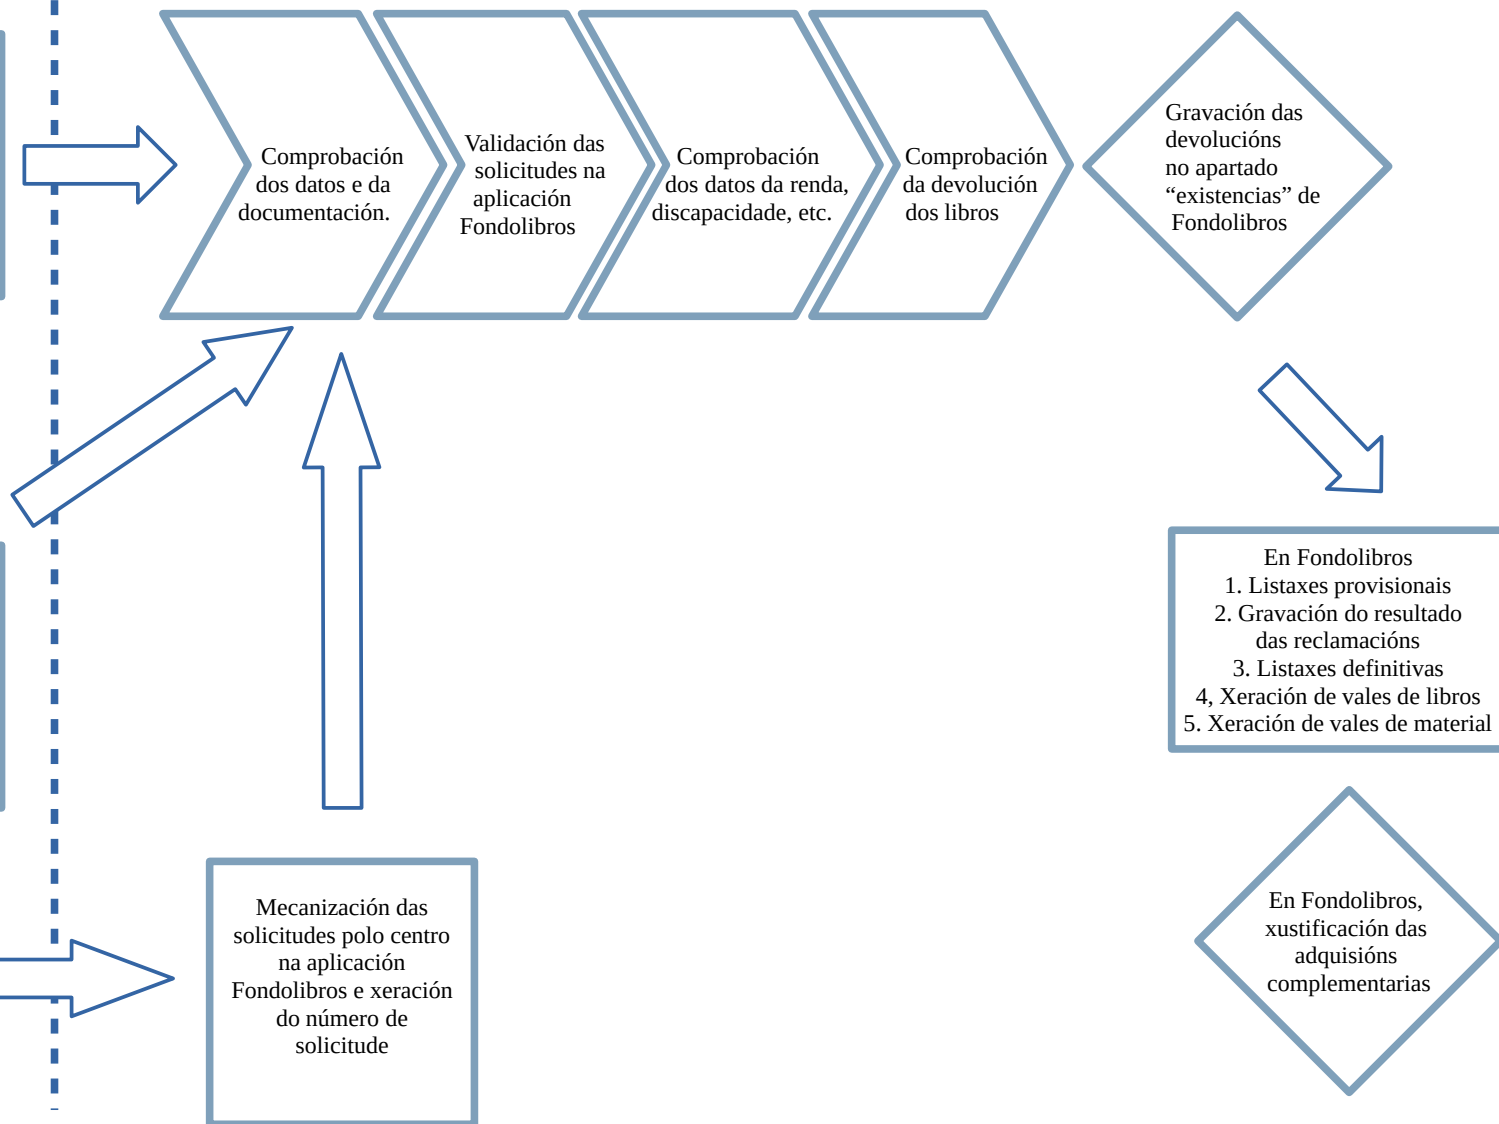 Comprobación
dos datos e da
documentación.
Validación das
solicitudes na
aplicación
Fondolibros
Comprobación
dos datos da renda,
discapacidade, etc.
Comprobación
da devolución
dos libros
Gravación das
devolucións
no apartado
“existencias” de
Fondolibros
En Fondolibros
1. Listaxes provisionais
2. Gravación do resultado
das reclamacións
3. Listaxes definitivas
4, Xeración de vales de libros
5. Xeración de vales de material
Mecanización das
solicitudes polo centro
na aplicación
Fondolibros e xeración
do número de
solicitude
En Fondolibros,
xustificación das
adquisións
complementarias